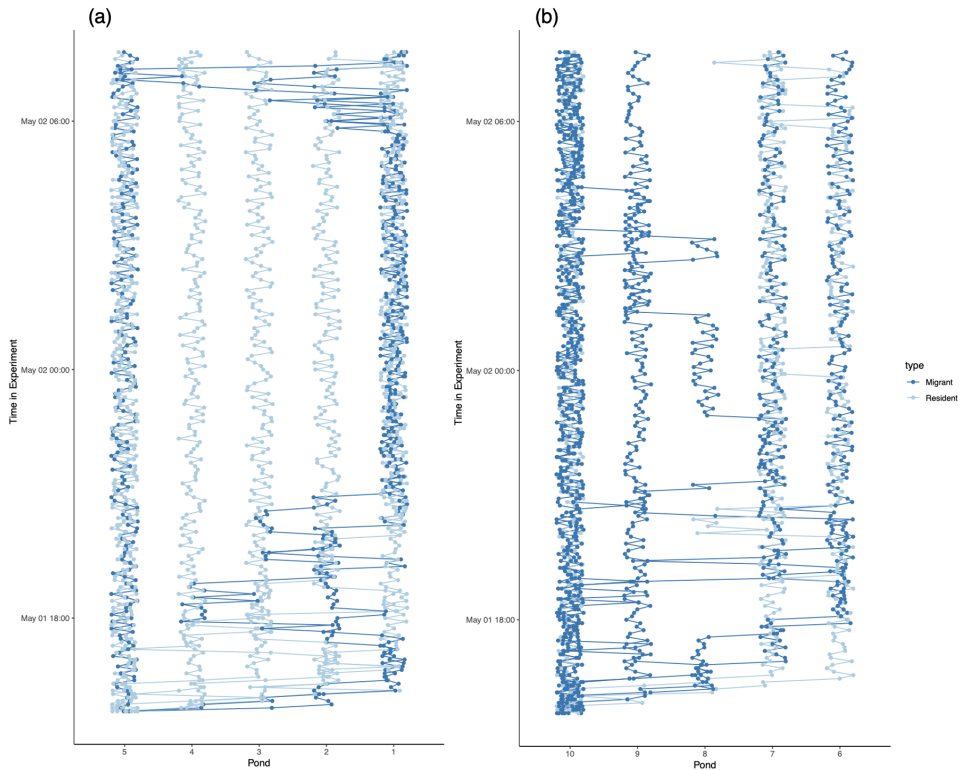 (a)
(b)
Time in Experiment
May 02 06:00
May 02 00:00
May 01 18:00
5 4 3 2 1
Pond
Time in Experiment
May 02 06:00
May 02 00:00
May 01 18:00
10 9 8 7 6
Pond
type
Migrant
Resident